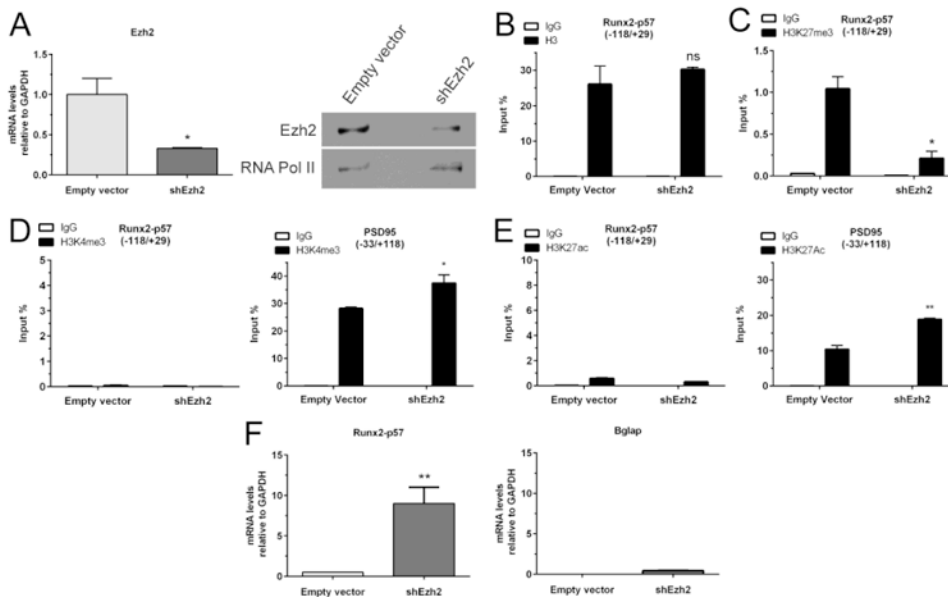 A
Ezh2
mRNA levels
relative to GAPDH
1.5
1.0
0.5
0.0
*
Empty vector
shEzh2
Empty vector
shEzh2
Ezh2
RNA Pol II
B
IgG
H3
Runx2-p57
(-118/+29)
Input %
30
20
10
0
ns
Empty Vector
shEzh2
C
IgG
H3K27me3
Runx2-p57
(-118/+29)
Input %
1.5
1.0
0.5
0.0
*
Empty Vector
shEzh2
D
IgG
H3K4me3
Runx2-p57
(-118/+29)
Input %
5
4
3
2
1
0
Empty Vector
shEzh2
IgG
H3K4me3
PSD95
(-33/+118)
Input %
40
30
20
10
0
*
Empty Vector
shEzh2
E
IgG
H3K27ac
Runx2-p57
(-118/+29)
Input %
10
8
6
4
2
0
Empty Vector
shEzh2
IgG
H3K27Ac
PSD95
(-33/+118)
Input %
30
20
10
0
**
Empty Vector
shEzh2
F
Runx2-p57
mRNA levels
relative to GAPDH
15
10
5
0
**
Empty vector
shEzh2
Bglap
mRNA levels
relative to GAPDH
15
10
5
0
Empty vector
shEzh2